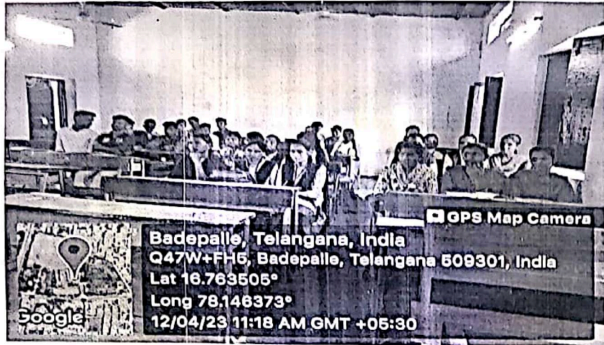 GPS Map Camera
Badepalle, Telangana, India
Q47W+FH5, Badepalle, Telangana 509301, India
Lat 16.763505°
Long 78.146373°
12/04/23 11:18 AM GMT +05:30
Google